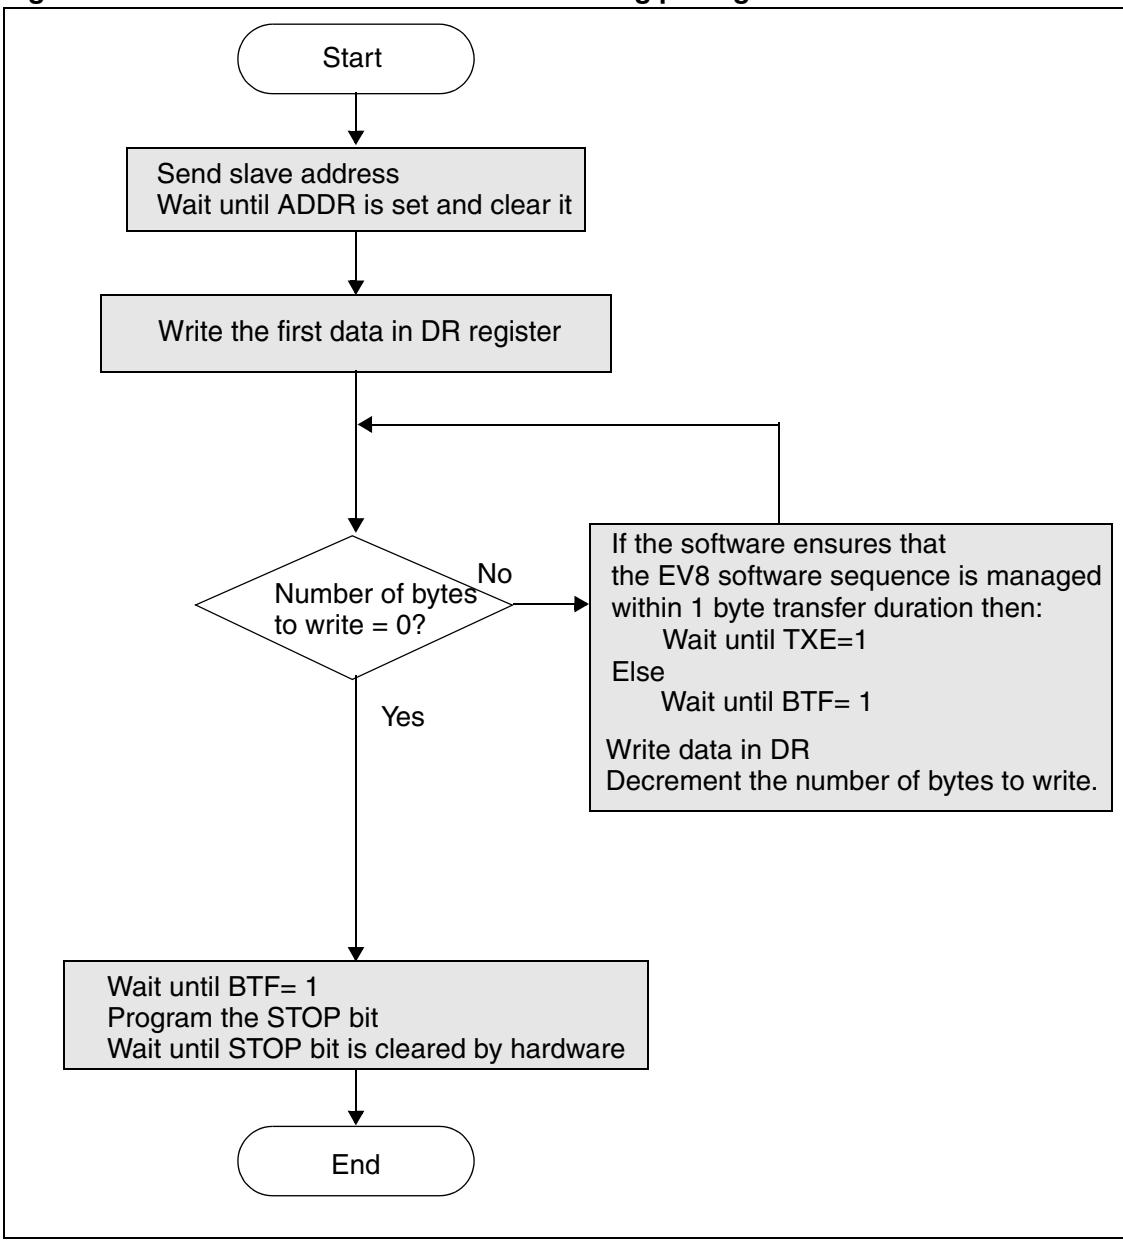 Start
Send slave address
Wait until ADDR is set and clear it
Write the first data in DR register
Number of bytes
to write = 0?
No
If the software ensures that
the EV8 software sequence is managed
within 1 byte transfer duration then:
Wait until TXE=1
Else
Wait until BTF= 1
Write data in DR
Decrement the number of bytes to write.
Yes
Wait until BTF= 1
Program the STOP bit
Wait until STOP bit is cleared by hardware
End